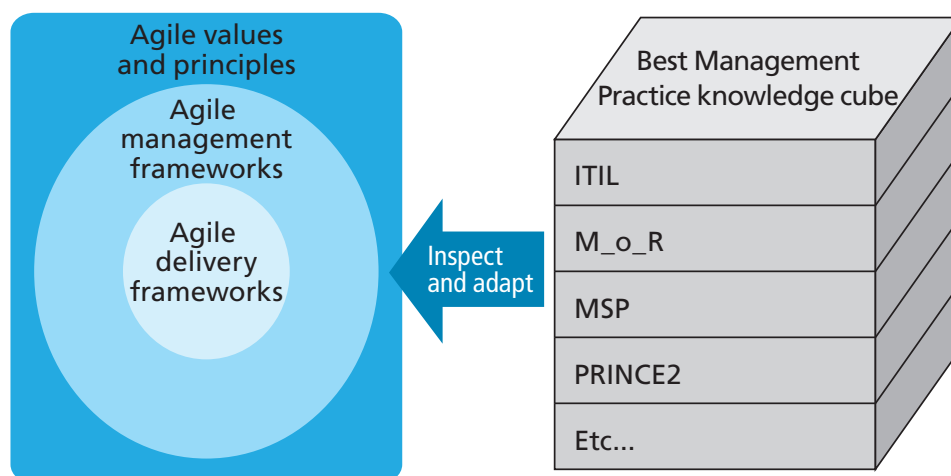 Agile values
and principles
Agile
management
frameworks
Agile
delivery
frameworks
Inspect
and adapt
Best Management
Practice knowledge cube
ITIL
M_o_R
MSP
PRINCE2
Etc...